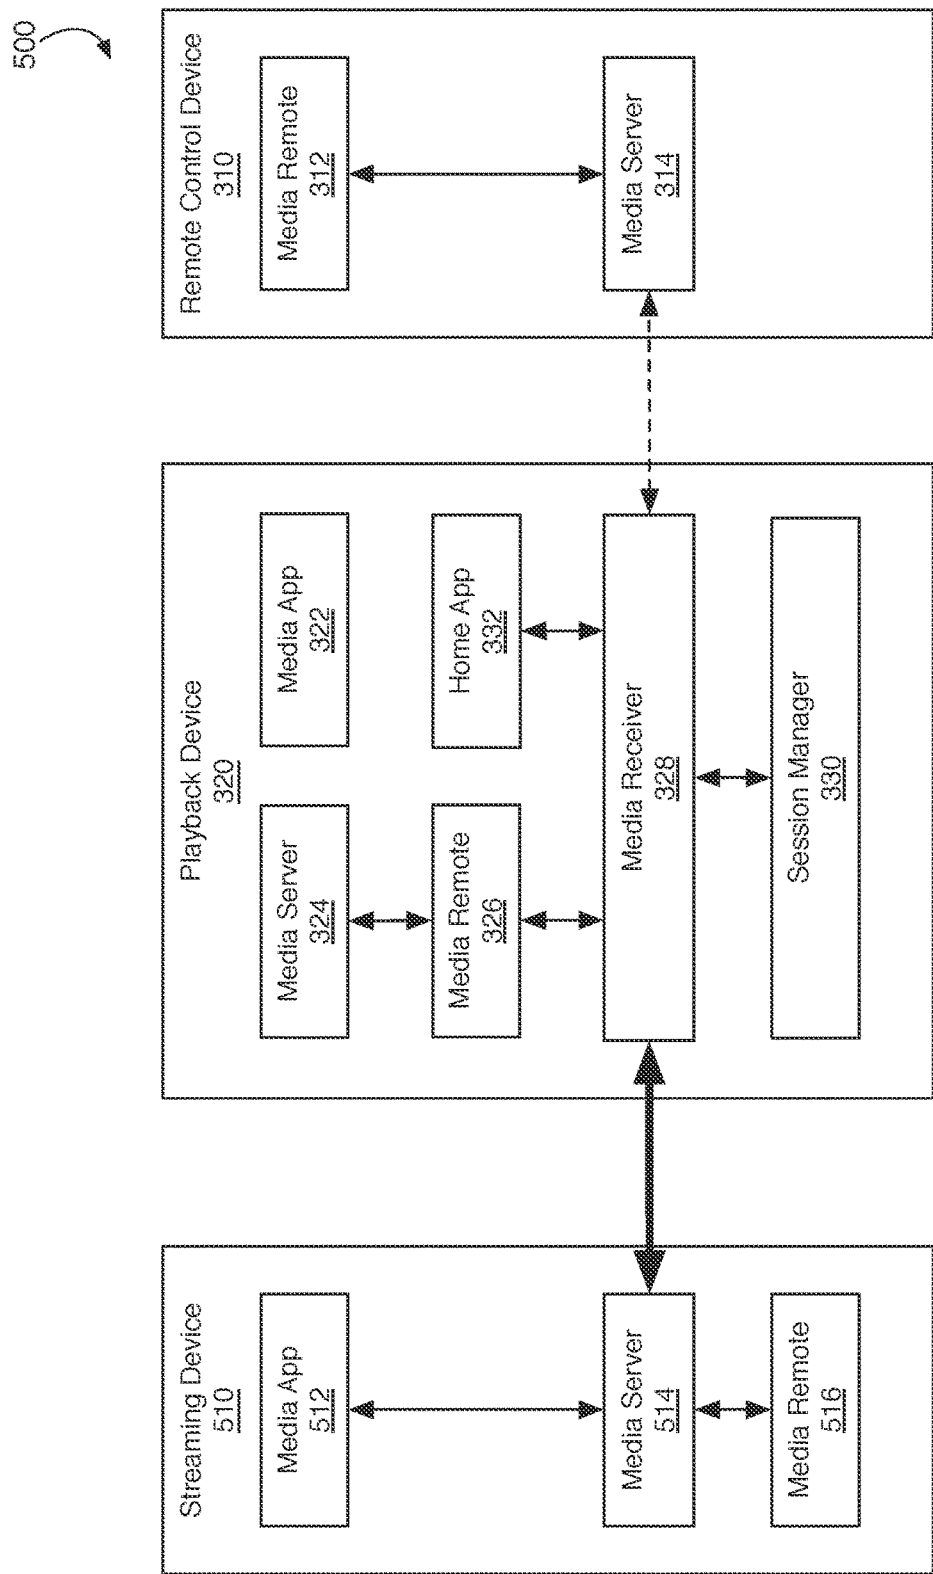 500
Streaming Device
510
Media App
512
Media Server
514
Media Remote
516
Playback Device
320
Media Server
324
Media App
322
Media Remote
326
Home App
332
Media Receiver
328
Session Manager
330
Remote Control Device
310
Media Remote
312
Media Server
314